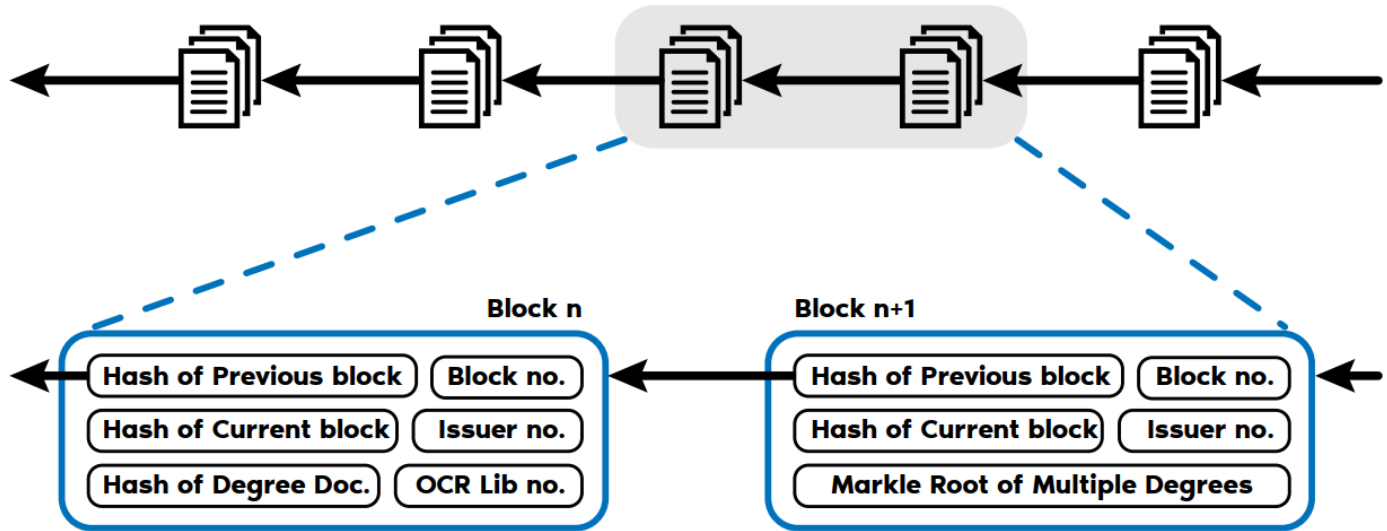 Block n
Hash of Previous block
Block no.
Hash of Current block
Issuer no.
Hash of Degree Doc.
OCR Lib no.
Block n+1
Hash of Previous block
Block no.
Hash of Current block
Issuer no.
Markle Root of Multiple Degrees